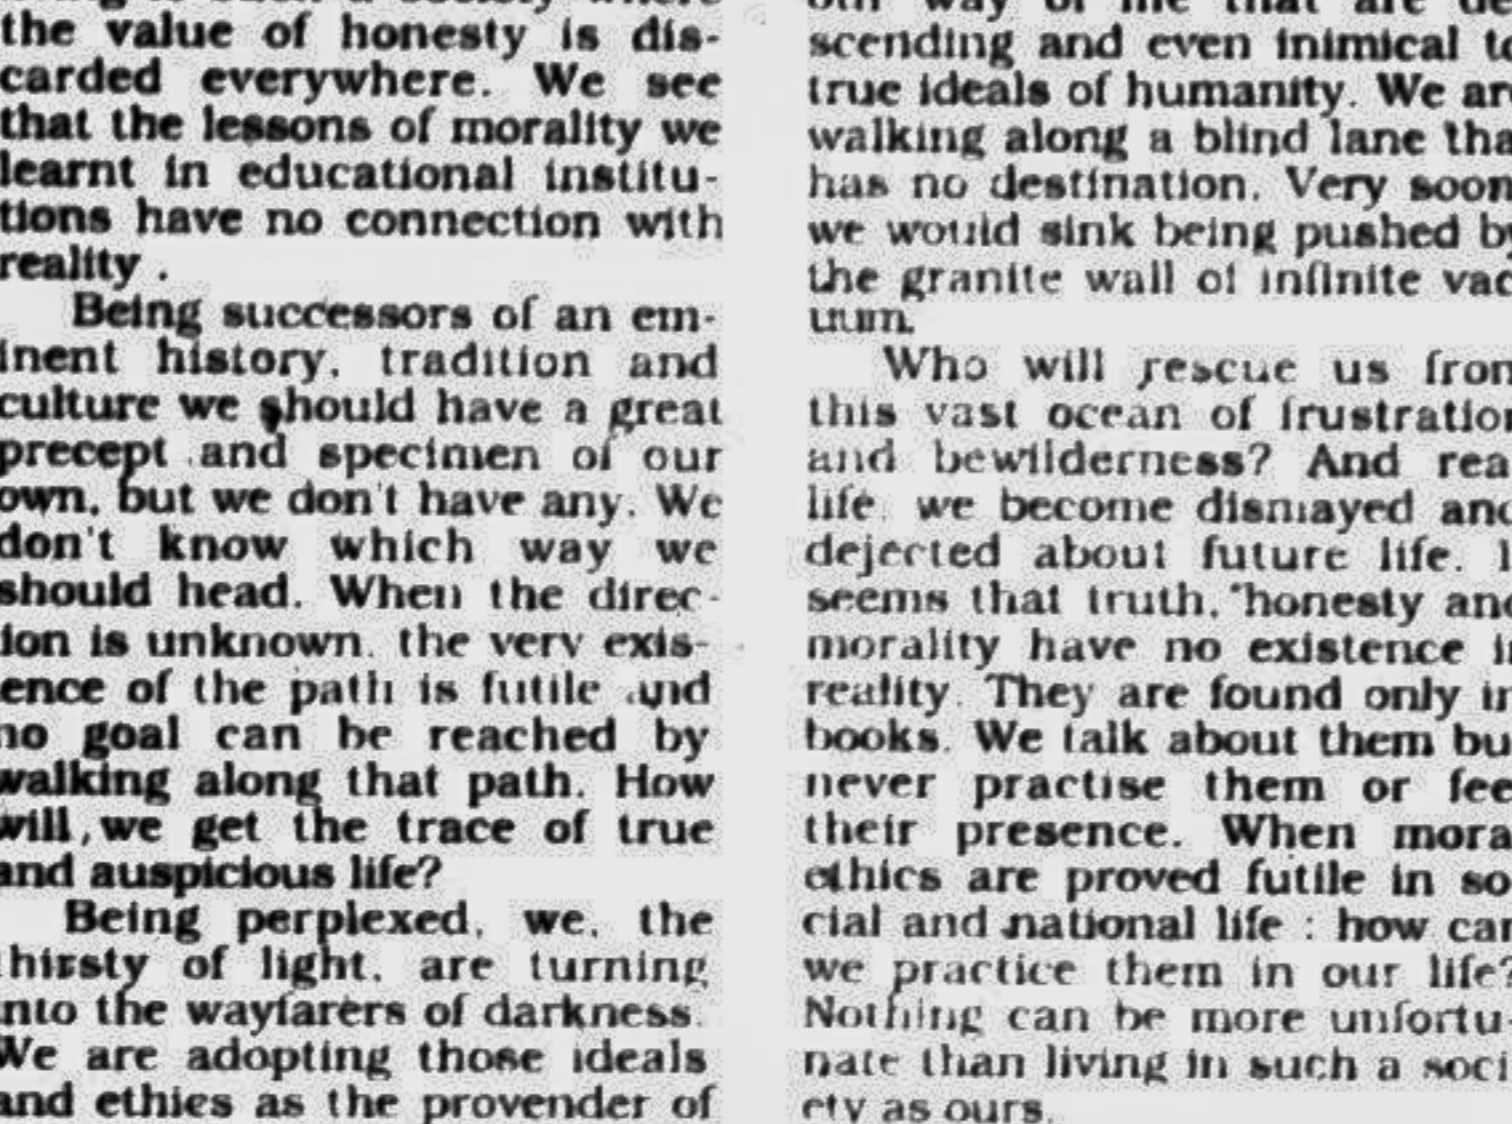 the value of honesty is dis-
carded everywhere. We see
that the lessons of morality we
learnt in educational institu-
tions have no connection with
reality .
Being successors of an em-
inent history, tradition and
culture we should have a great
precept and specimen of our
own, but we don't have any. We
don't know which way we
should head. When the direc-
ion is unknown, the very exis-
ence of the path is futile and
no goal can be reached by
walking along that path. How
will, we get the trace of true
and auspicious life?
Being perplexed, we, the
thirsty of light, are turning
nto the wayfarers of darkness.
We are adopting those ideals
and ethies as the provender of
our way of life that are de
scending and even inimical to
true ideals of humanity. We ar
walking along a blind lane tha
has no destination. Very soon
we would sink being pushed by
the granite wall of infinite vac
uum.
Who will rescue us from
this vast ocean of frustration
and bewilderness? And rea
life, we become dismayed and
dejected about future life. I
seems that truth, "honesty and
morality have no existence in
reality. They are found only in
books. We talk about them bu
never practise them or fee
their presence. When mora
ethics are proved futile in so
cial and national life : how can
we practice them in our life?
Nothing can be more unfortu
nate than living in such a soci
ety as ours.